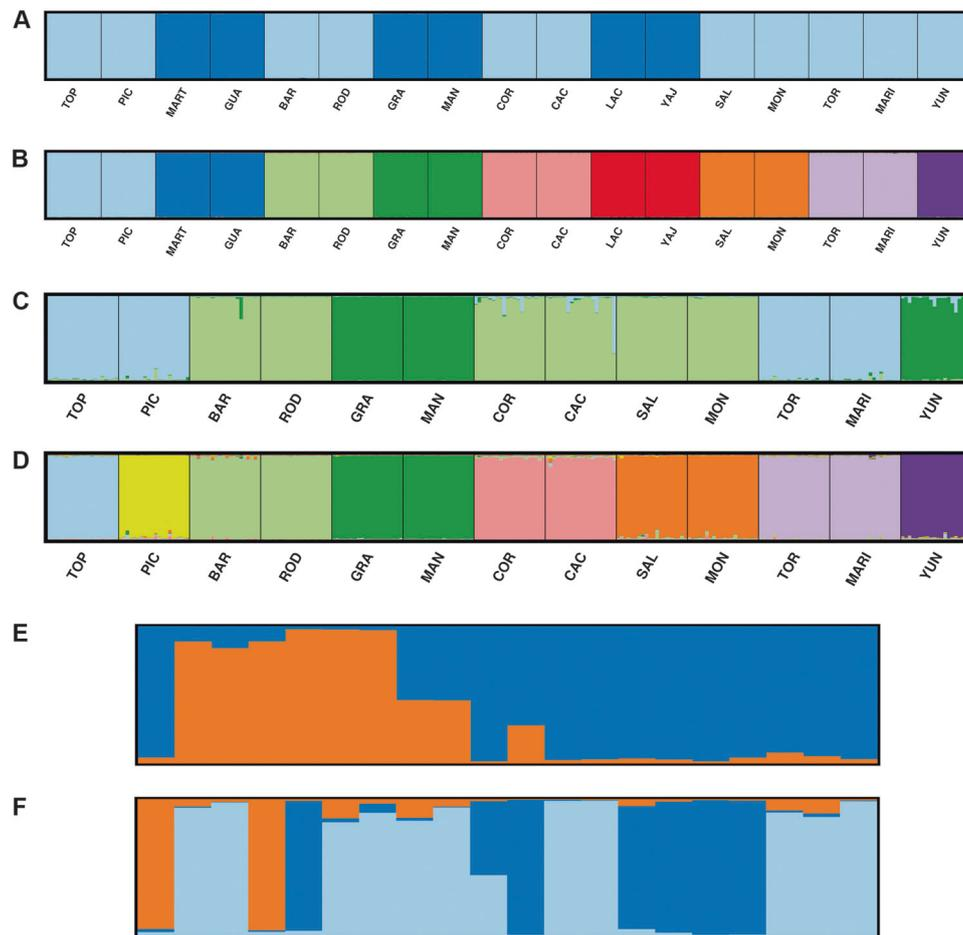 A
TOP PIC MART GUA BAR ROD GRA MAN COR CAC LAC YAJ SAL MON TOR MARI YUN
B
TOP PIC MART GUA BAR ROD GRA MAN COR CAC LAC YAJ SAL MON TOR MARI YUN
C
TOP PIC BAR ROD GRA MAN COR CAC SAL MON TOR MARI YUN
D
TOP PIC BAR ROD GRA MAN COR CAC SAL MON TOR MARI YUN
E
F